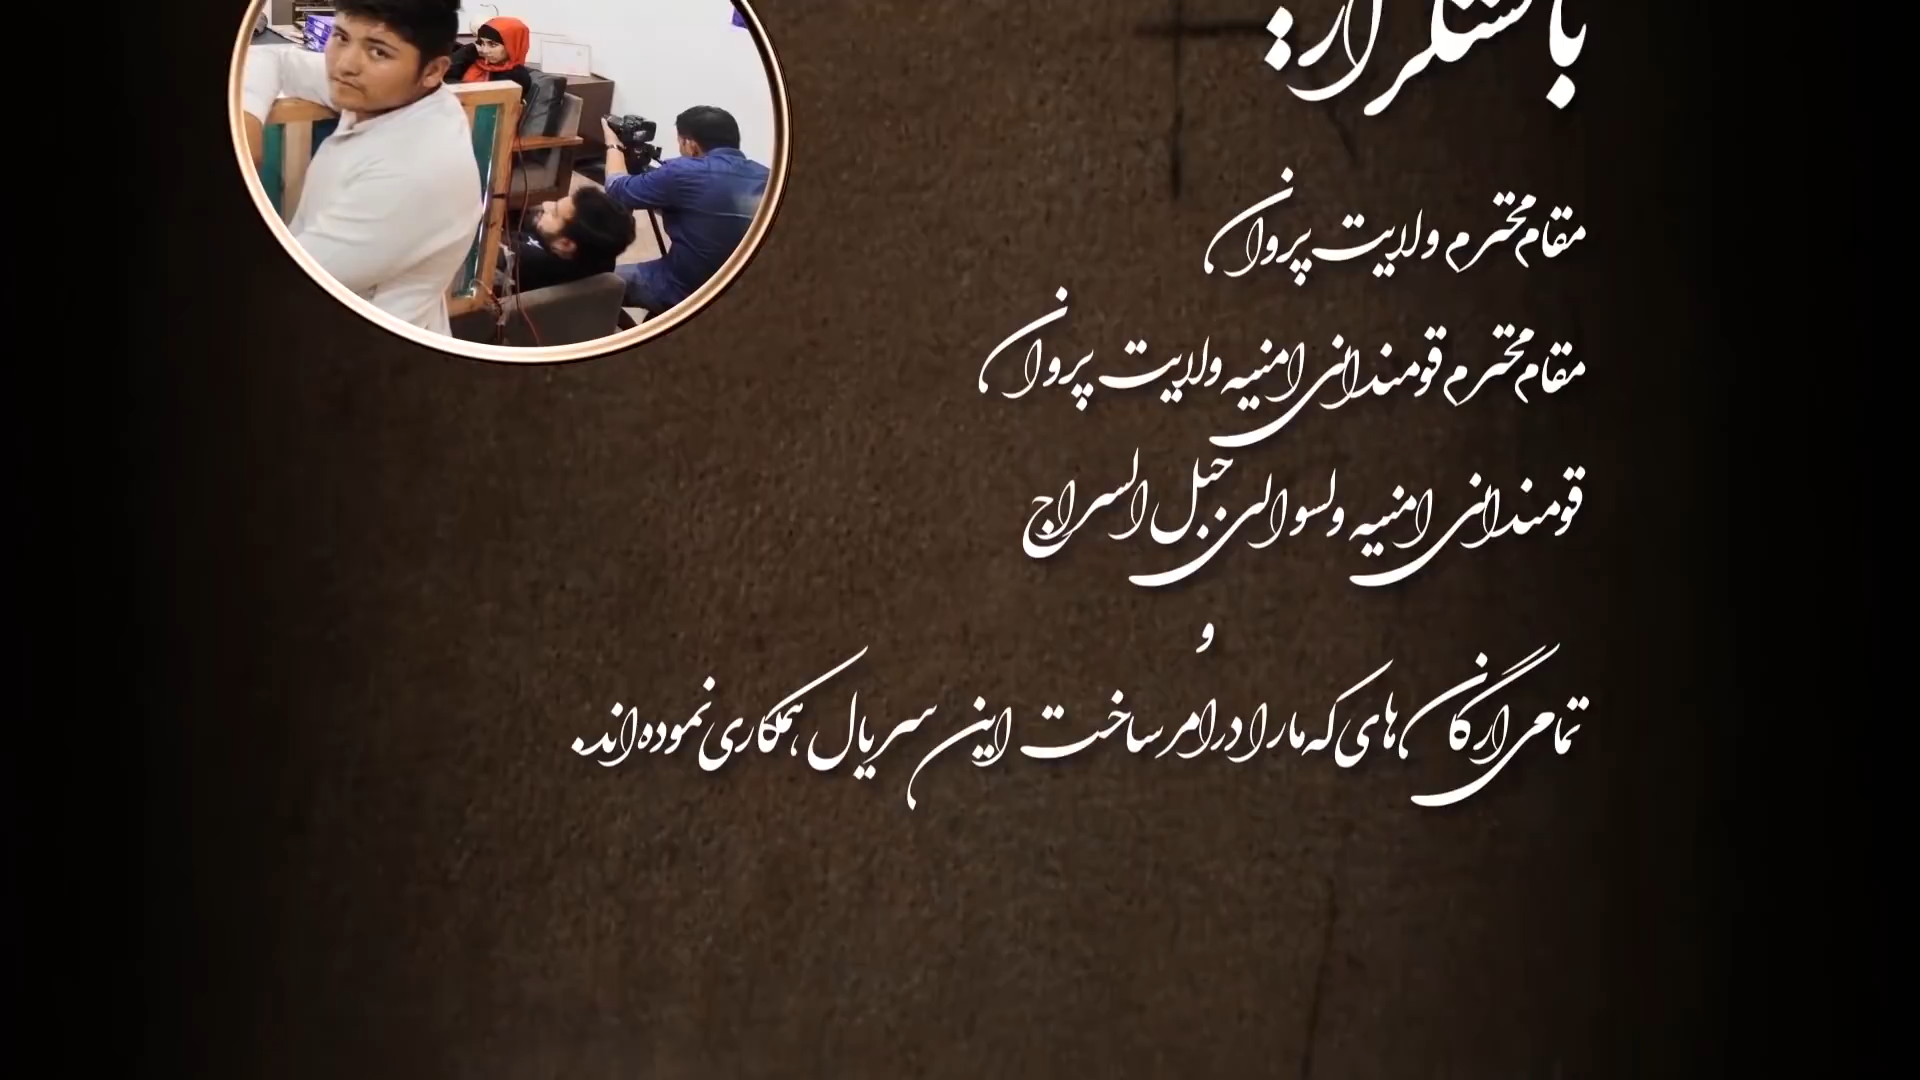 با تشکر از:
مقام محترم ولایت پروان
مقام محترم قومندانی امنیه ولایت پروان
قومندانی امنیه ولسوالی جبل السراج
و
تمامی ارگان های که ما را در امر ساخت این سریال همکاری نموده اند.